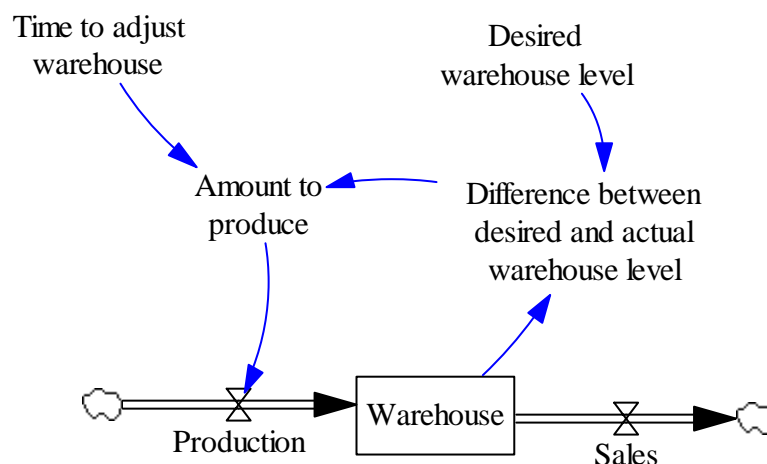 Time to adjust
warehouse
Desired
warehouse level
Amount to
produce
Difference between
desired and actual
warehouse level
Warehouse
Production
Sales